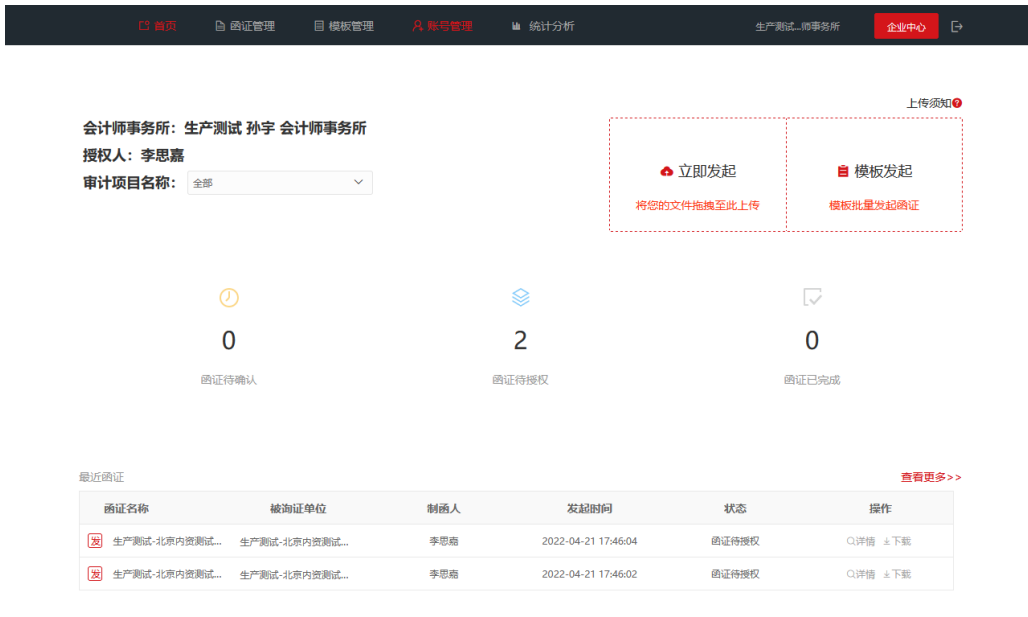 首页 函证管理 模板管理 账号管理 统计分析 生产测试...师事务所 企业中心
上传须知
会计师事务所：生产测试 孙宇 会计师事务所
授权人：李思嘉
审计项目名称： 全部
立即发起 模板发起
将您的文件拖拽至此上传 模板批量发起函证
0 2 0
函证待确认 函证待授权 函证已完成
最近函证 查看更多>>
函证名称 被询证单位 制函人 发起时间 状态 操作
发 生产测试-北京内资测试... 生产测试-北京内资测试... 李思嘉 2022-04-21 17:46:04 函证待授权 详情 下载
发 生产测试-北京内资测试... 生产测试-北京内资测试... 李思嘉 2022-04-21 17:46:02 函证待授权 详情 下载